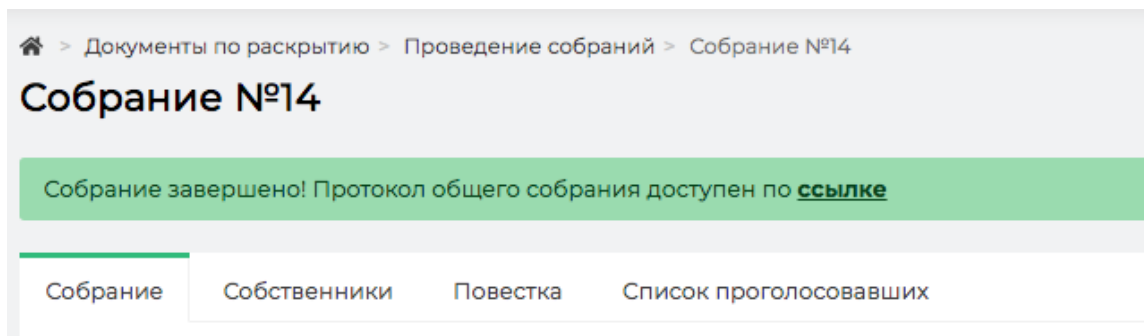 > Документы по раскрытию > Проведение собраний > Собрание №14
Собрание №14
Собрание завершено! Протокол общего собрания доступен по ссылке
Собрание Собственники Повестка Список проголосовавших